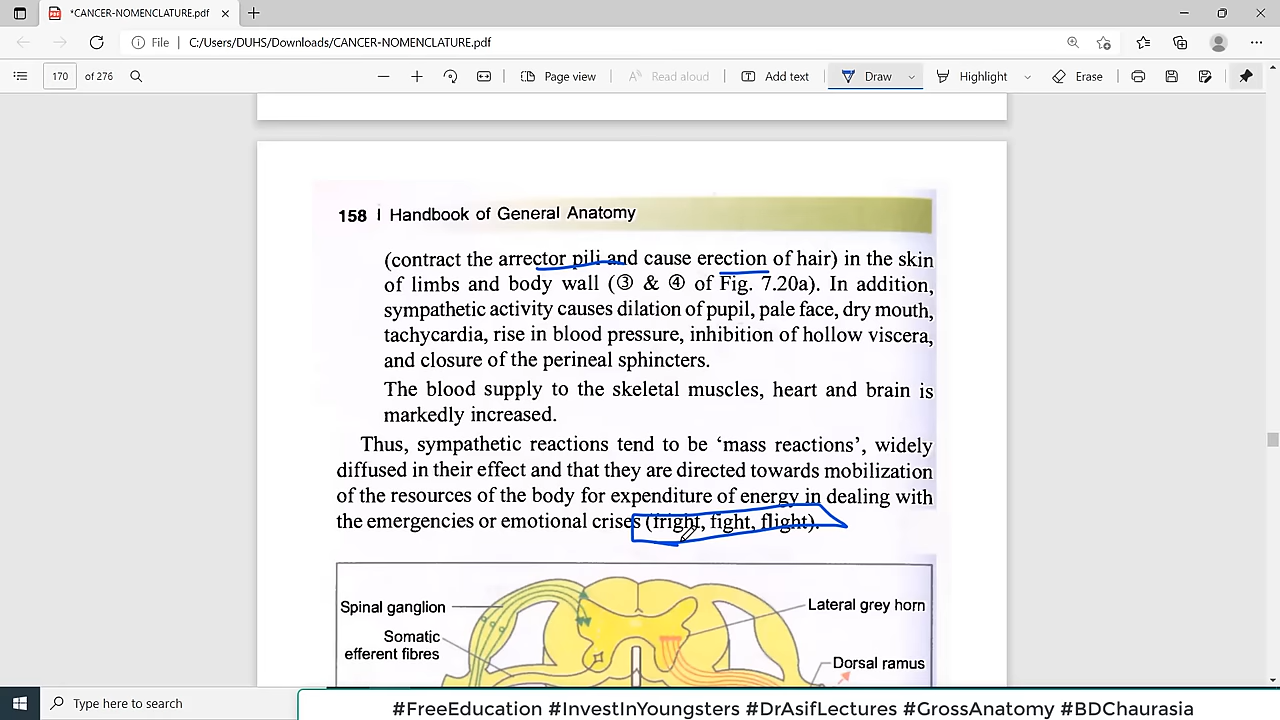 *CANCER-NOMENCLATURE.pdf
File C:/Users/DUHS/Downloads/CANCER-NOMENCLATURE.pdf
170 of 276 Page view Read aloud Add text Draw Highlight Erase
158 | Handbook of General Anatomy
(contract the arrector pili and cause erection of hair) in the skin
of limbs and body wall (③ & ④ of Fig. 7.20a). In addition,
sympathetic activity causes dilation of pupil, pale face, dry mouth,
tachycardia, rise in blood pressure, inhibition of hollow viscera,
and closure of the perineal sphincters.
The blood supply to the skeletal muscles, heart and brain is
markedly increased.
Thus, sympathetic reactions tend to be ‘mass reactions’, widely
diffused in their effect and that they are directed towards mobilization
of the resources of the body for expenditure of energy in dealing with
the emergencies or emotional crises (fright, fight, flight).
Spinal ganglion
Lateral grey horn
Somatic
efferent fibres
Dorsal ramus
Type here to search
#FreeEducation #InvestInYoungsters #DrAsifLectures #GrossAnatomy #BDChaurasia